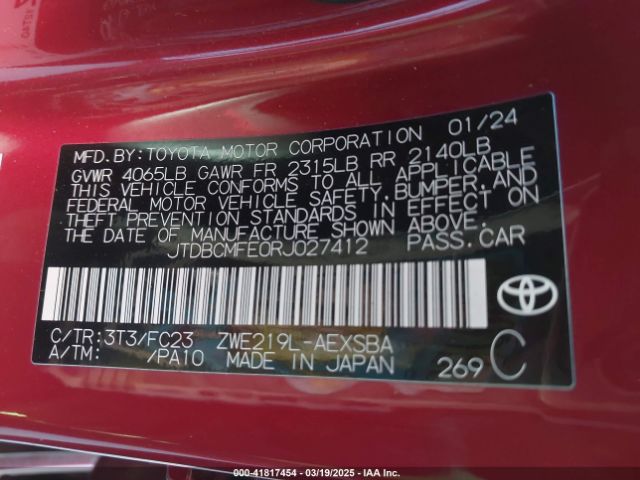 MFD. BY: TOYOTA MOTOR CORPORATION 01/24
GVWR 4065LB GAWR FR 2315LB RR 2140LB
THIS VEHICLE CONFORMS TO ALL APPLICABLE
FEDERAL MOTOR VEHICLE SAFETY, BUMPER, AND
THEFT PREVENTION STANDARDS IN EFFECT ON
THE DATE OF MANUFACTURE SHOWN ABOVE.
JTDBCMFE0RJ027412 PASS. CAR
C/TR: 3T3/FC23 ZWE219L-AEXSBA
A/TM: /PA10 MADE IN JAPAN 269 C
000-41817454 — 03/19/2025 — IAA, Inc.